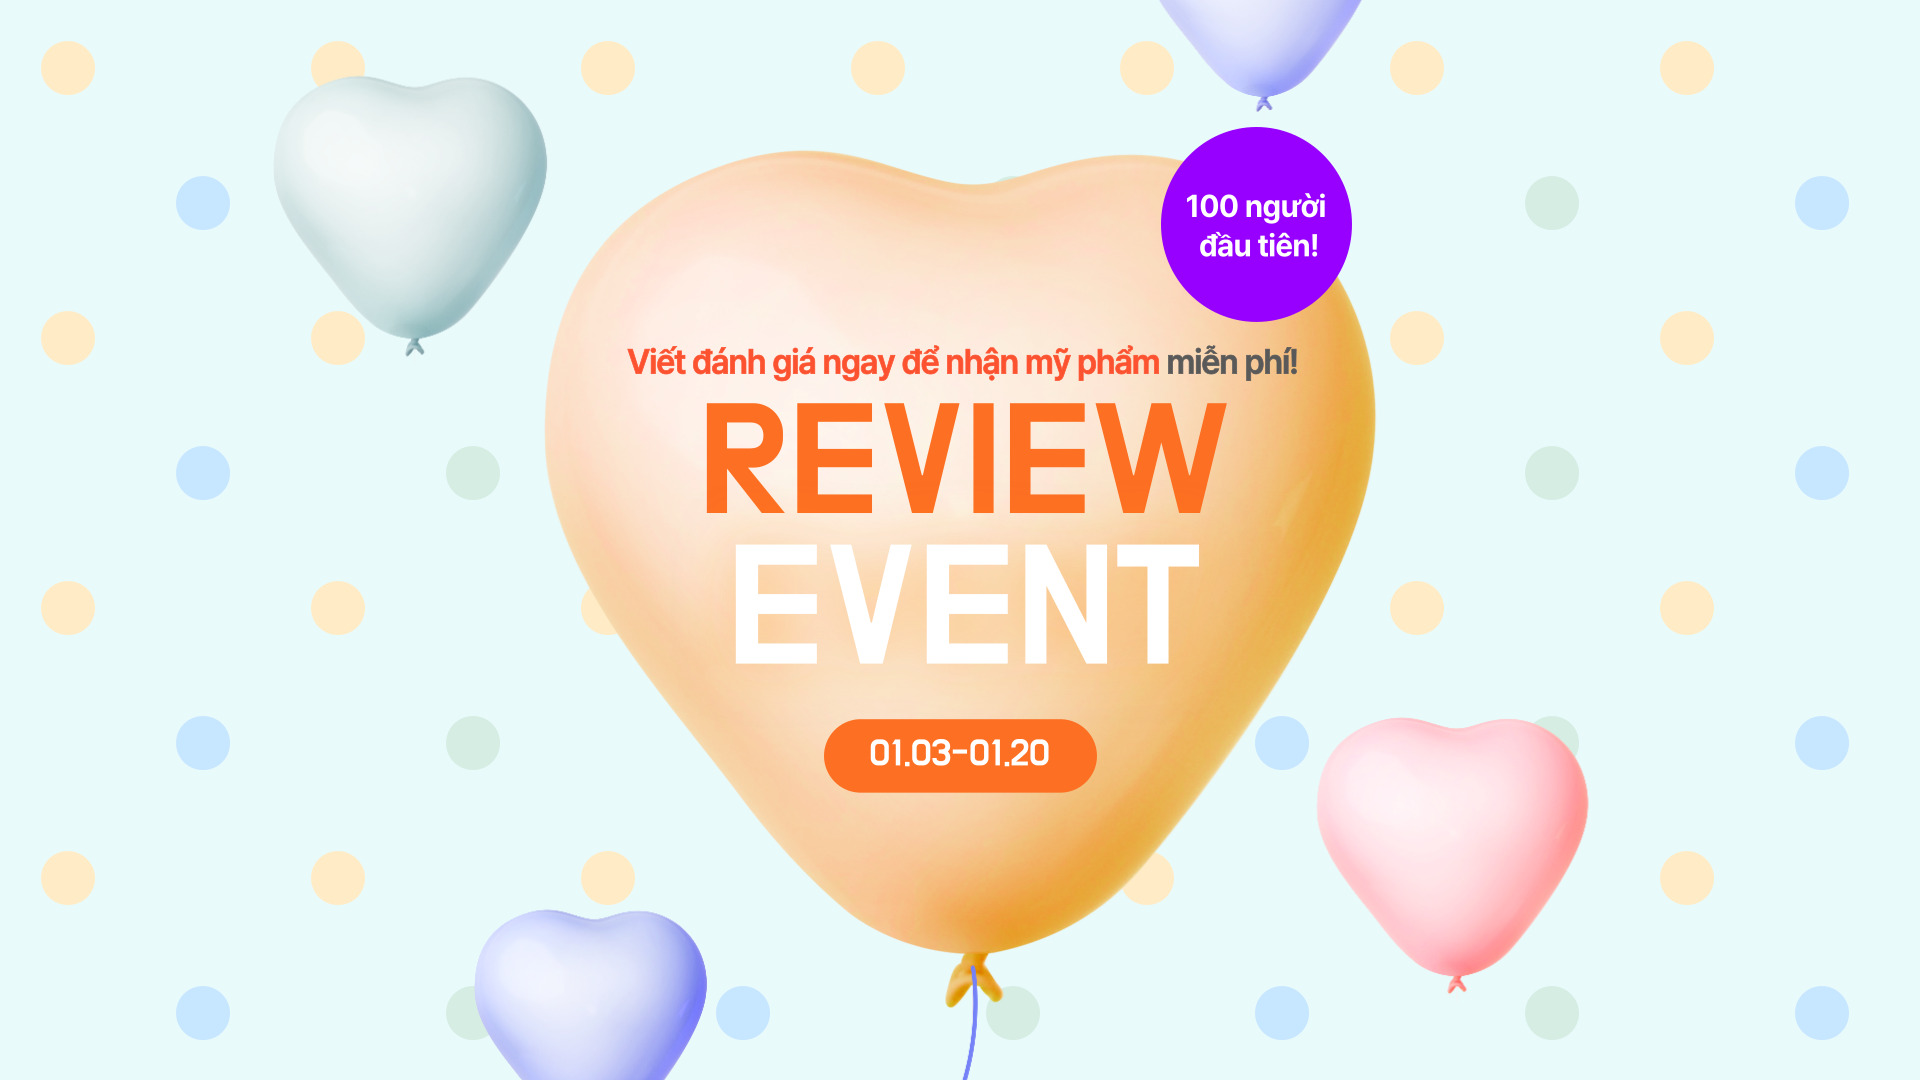 100 người
đầu tiên!
Viết đánh giá ngay để nhận mỹ phẩm miễn phí!
REVIEW
EVENT
01.03-01.20